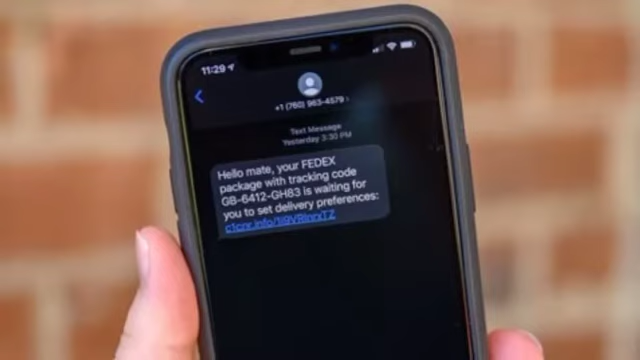 11:29
+1 (760) 963-4579
Text Message
Yesterday 3:30 PM
Hello mate, your FEDEX
package with tracking code
GB-6412-GH83 is waiting for
you to set delivery preferences: